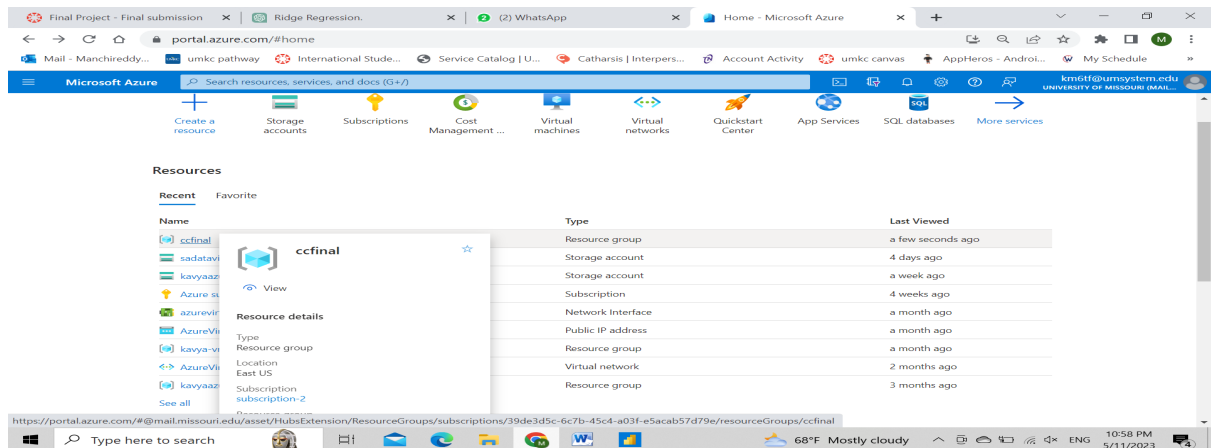 Final Project - Final submission
Ridge Regression.
(2) WhatsApp
Home - Microsoft Azure
portal.azure.com/#home
M
Mail - Manchireddy...
umkc pathway
International Stude...
Service Catalog | U...
Catharsis | Interpers...
Account Activity
umkc canvas
AppHeros - Androi...
My Schedule
»
Microsoft Azure
Search resources, services, and docs (G+/)
km6tf@umsystem.edu
UNIVERSITY OF MISSOURI (MAIL....
Create a
resource
Storage
accounts
Subscriptions
Cost
Management ...
Virtual
machines
Virtual
networks
Quickstart
Center
App Services
SQL
SQL databases
More services
Resources
Recent Favorite
Name Type Last Viewed
ccfinal Resource group a few seconds ago
sadatavi Storage account 4 days ago
kavyaaz Storage account a week ago
Azure su Subscription 4 weeks ago
azurevir Network Interface a month ago
AzureVi Public IP address a month ago
kavya-v Resource group a month ago
AzureVi Virtual network 2 months ago
kavyaaz Resource group 3 months ago
See all
ccfinal
View
Resource details
Type
Resource group
Location
East US
Subscription
subscription-2
https://portal.azure.com/#@mail.missouri.edu/asset/HubsExtension/ResourceGroups/subscriptions/39de3d5c-6c7b-45c4-a03f-e5acab57d79e/resourceGroups/ccfinal
Type here to search
68°F Mostly cloudy
ENG
10:58 PM
5/11/2023
4